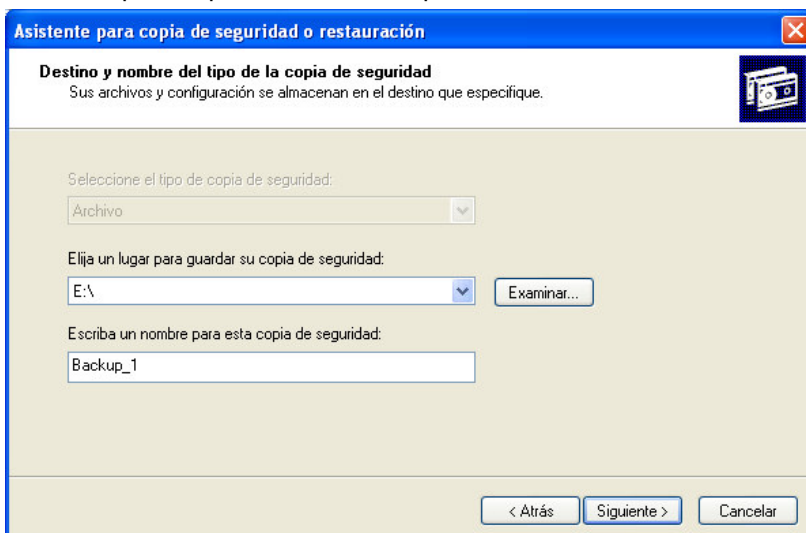 Asistente para copia de seguridad o restauración
Destino y nombre del tipo de la copia de seguridad
Sus archivos y configuración se almacenan en el destino que especifique.
Seleccione el tipo de copia de seguridad:
Archivo
Elija un lugar para guardar su copia de seguridad:
E:\
Examinar...
Escriba un nombre para esta copia de seguridad:
Backup_1
< Atrás
Siguiente >
Cancelar